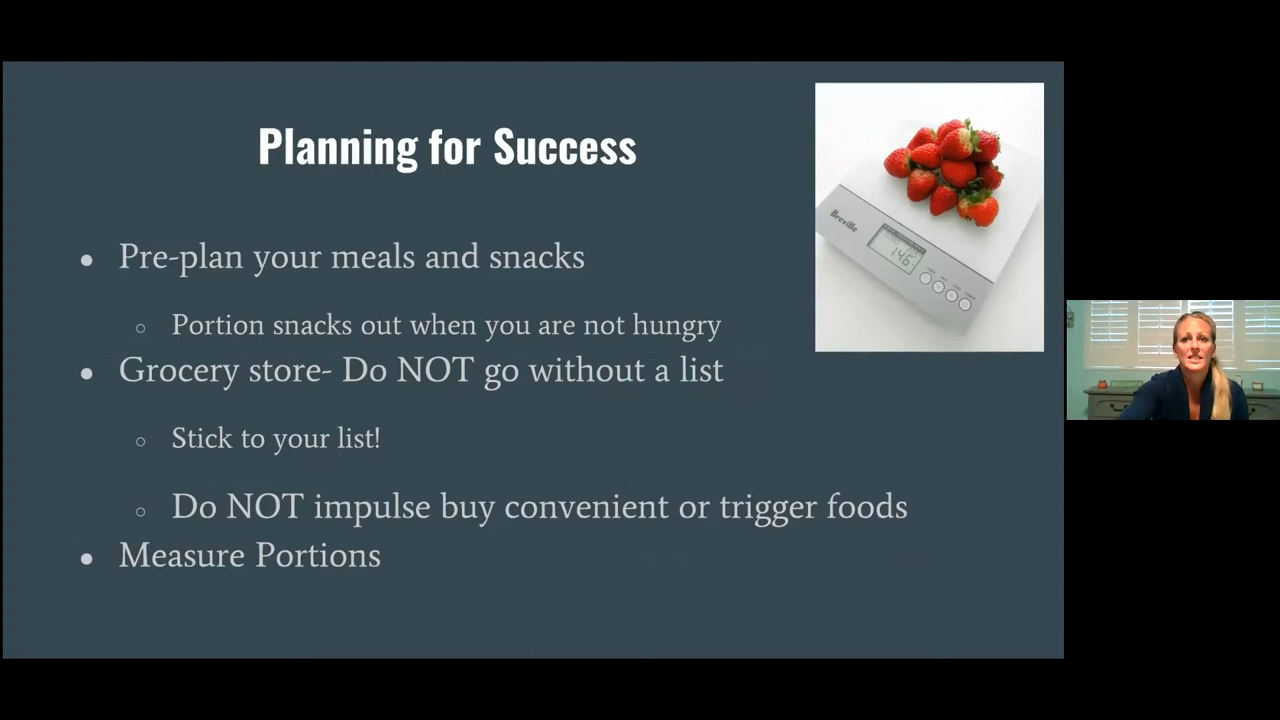 Planning for Success
● Pre-plan your meals and snacks
○ Portion snacks out when you are not hungry
● Grocery store- Do NOT go without a list
○ Stick to your list!
○ Do NOT impulse buy convenient or trigger foods
● Measure Portions
Breville
146